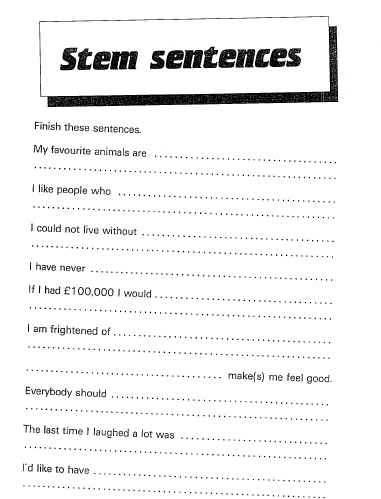 Stem sentences
Finish these sentences.
My favourite animals are ................................
................................................................
I like people who ................................
................................................................
I could not live without ................................
................................................................
I have never ................................
If I had £100,000 I would ................................
................................................................
I am frightened of ................................
................................................................
................................ make(s) me feel good.
Everybody should ................................
................................................................
The last time I laughed a lot was ................................
................................................................
I'd like to have ................................
................................................................